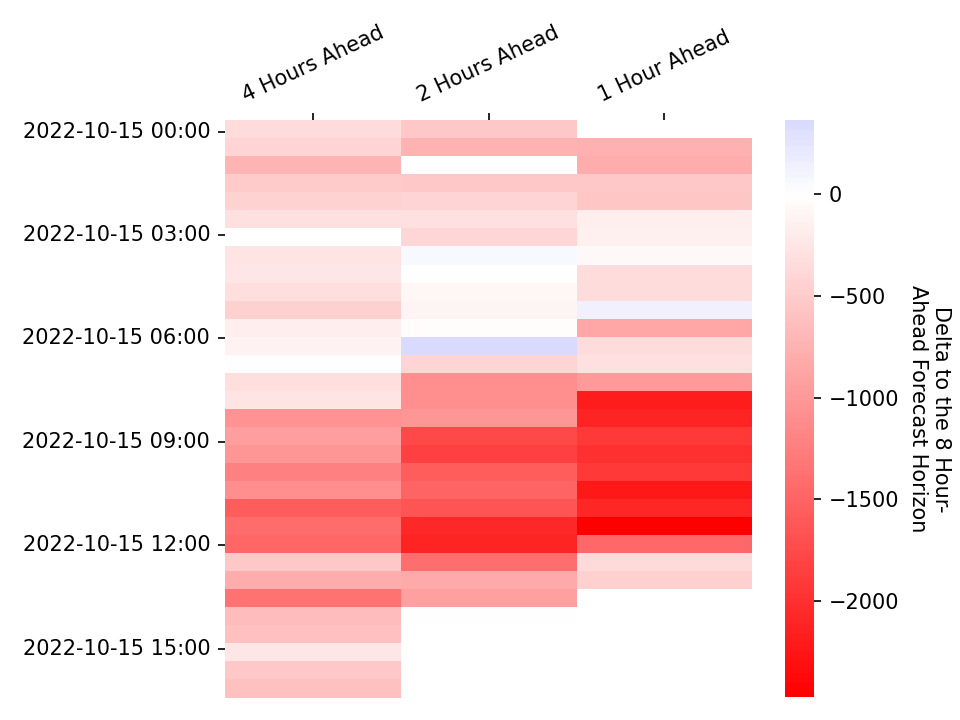 4 Hours Ahead
2 Hours Ahead
1 Hour Ahead
2022-10-15 00:00
2022-10-15 03:00
2022-10-15 06:00
2022-10-15 09:00
2022-10-15 12:00
2022-10-15 15:00
0
−500
−1000
−1500
−2000
Delta to the 8 Hour-
Ahead Forecast Horizon